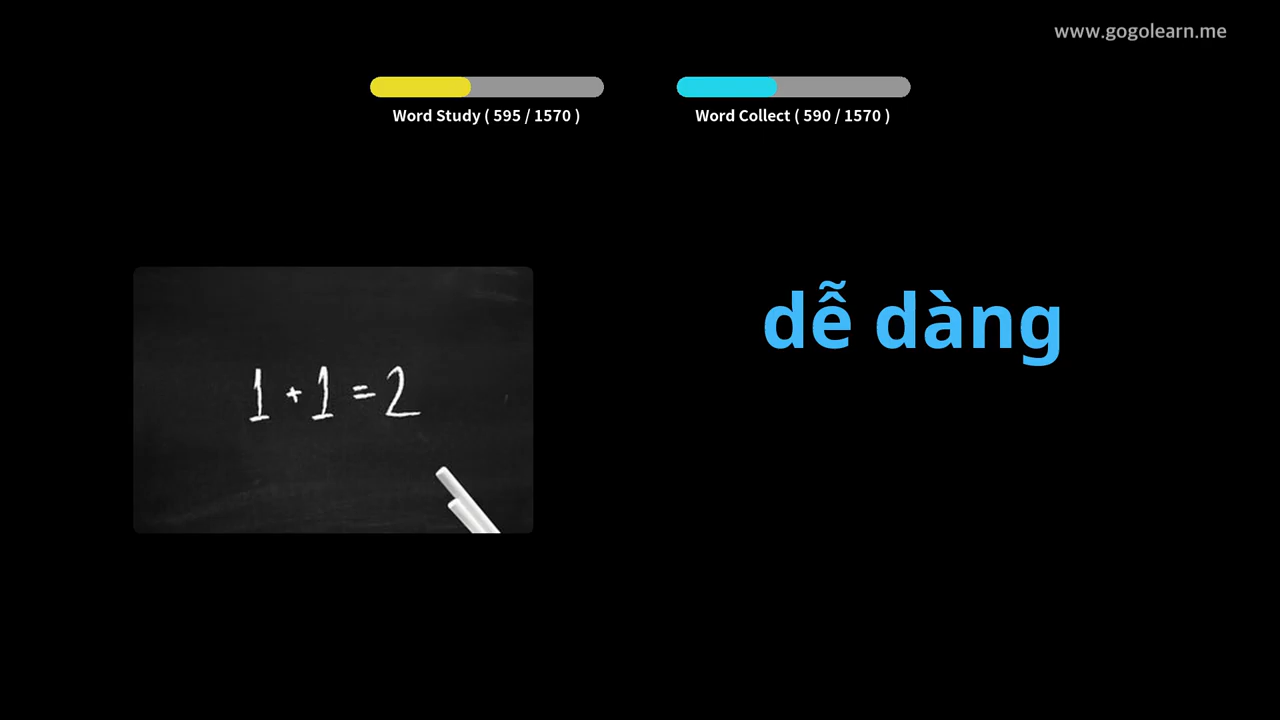 www.gogolearn.me
Word Study ( 595 / 1570 )
Word Collect ( 590 / 1570 )
dễ dàng
1 + 1 = 2